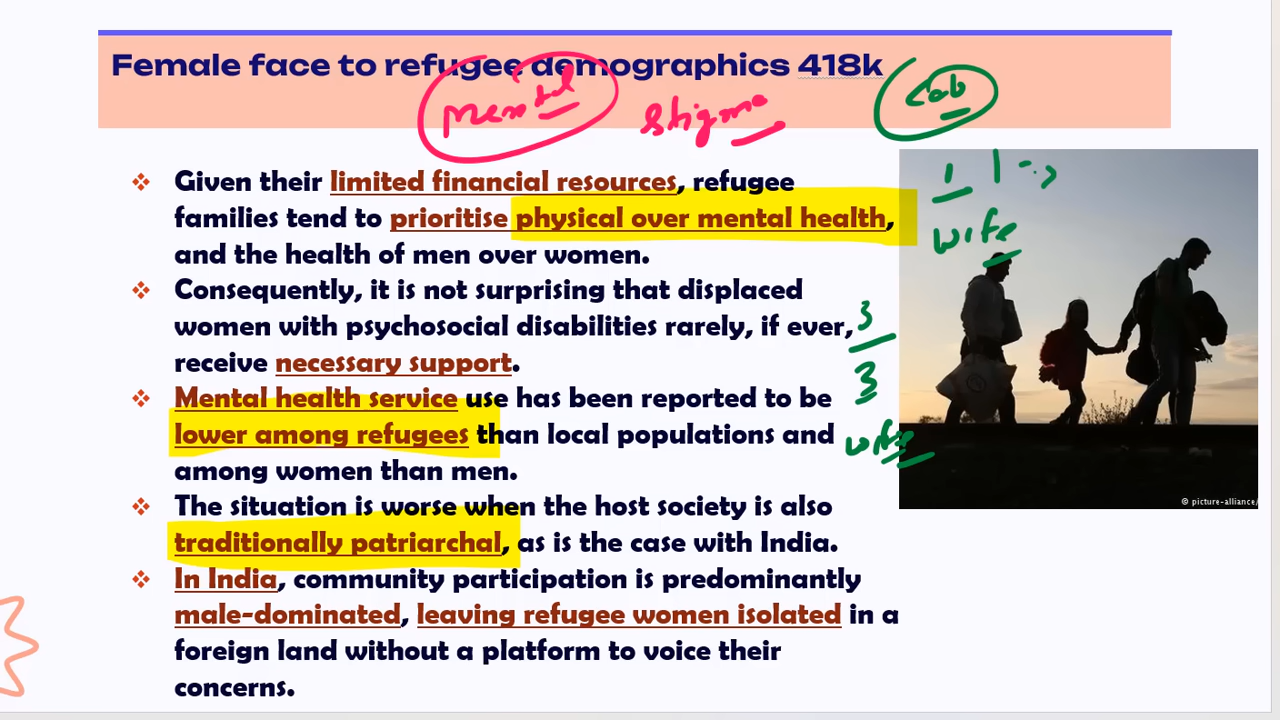 Female face to refugee demographics 418k
mental
stigma
Cab
1 1 =>
wife
❖ Given their limited financial resources, refugee
families tend to prioritise physical over mental health,
and the health of men over women.
❖ Consequently, it is not surprising that displaced
women with psychosocial disabilities rarely, if ever,
receive necessary support.
3
3
wife
❖ Mental health service use has been reported to be
lower among refugees than local populations and
among women than men.
© picture-alliance/
❖ The situation is worse when the host society is also
traditionally patriarchal, as is the case with India.
❖ In India, community participation is predominantly
male-dominated, leaving refugee women isolated in a
foreign land without a platform to voice their
concerns.